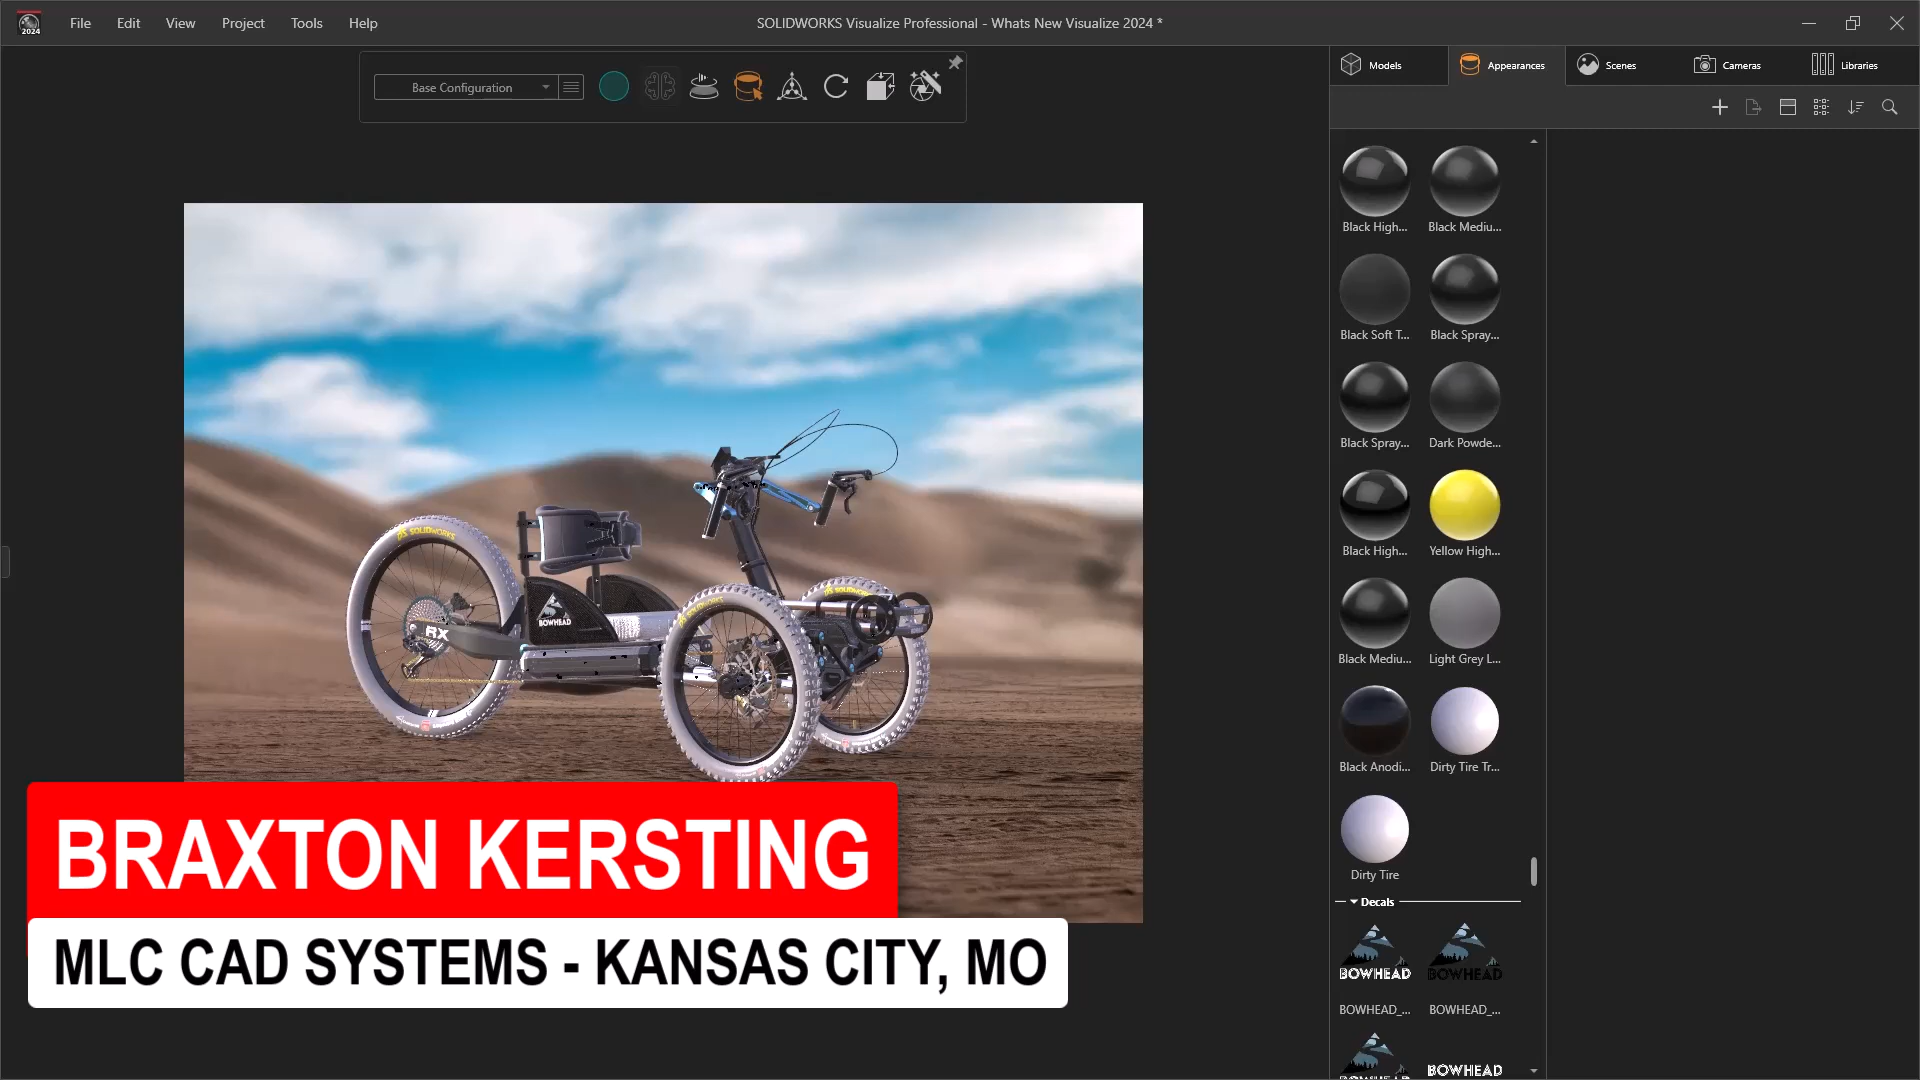 2024
File Edit View Project Tools Help
SOLIDWORKS Visualize Professional - Whats New Visualize 2024 *
Base Configuration
Models Appearances Scenes Cameras Libraries
Black High... Black Mediu...
Black Soft T... Black Spray...
Black Spray... Dark Powde...
Black High... Yellow High...
Black Mediu... Light Grey L...
Black Anodi... Dirty Tire Tr...
Dirty Tire
Decals
BOWHEAD BOWHEAD
BOWHEAD_... BOWHEAD_...
BOWHEAD
SOLIDWORKS
RX
BOWHEAD
SOLIDWORKS
SOLIDWORKS
BRAXTON KERSTING
MLC CAD SYSTEMS - KANSAS CITY, MO